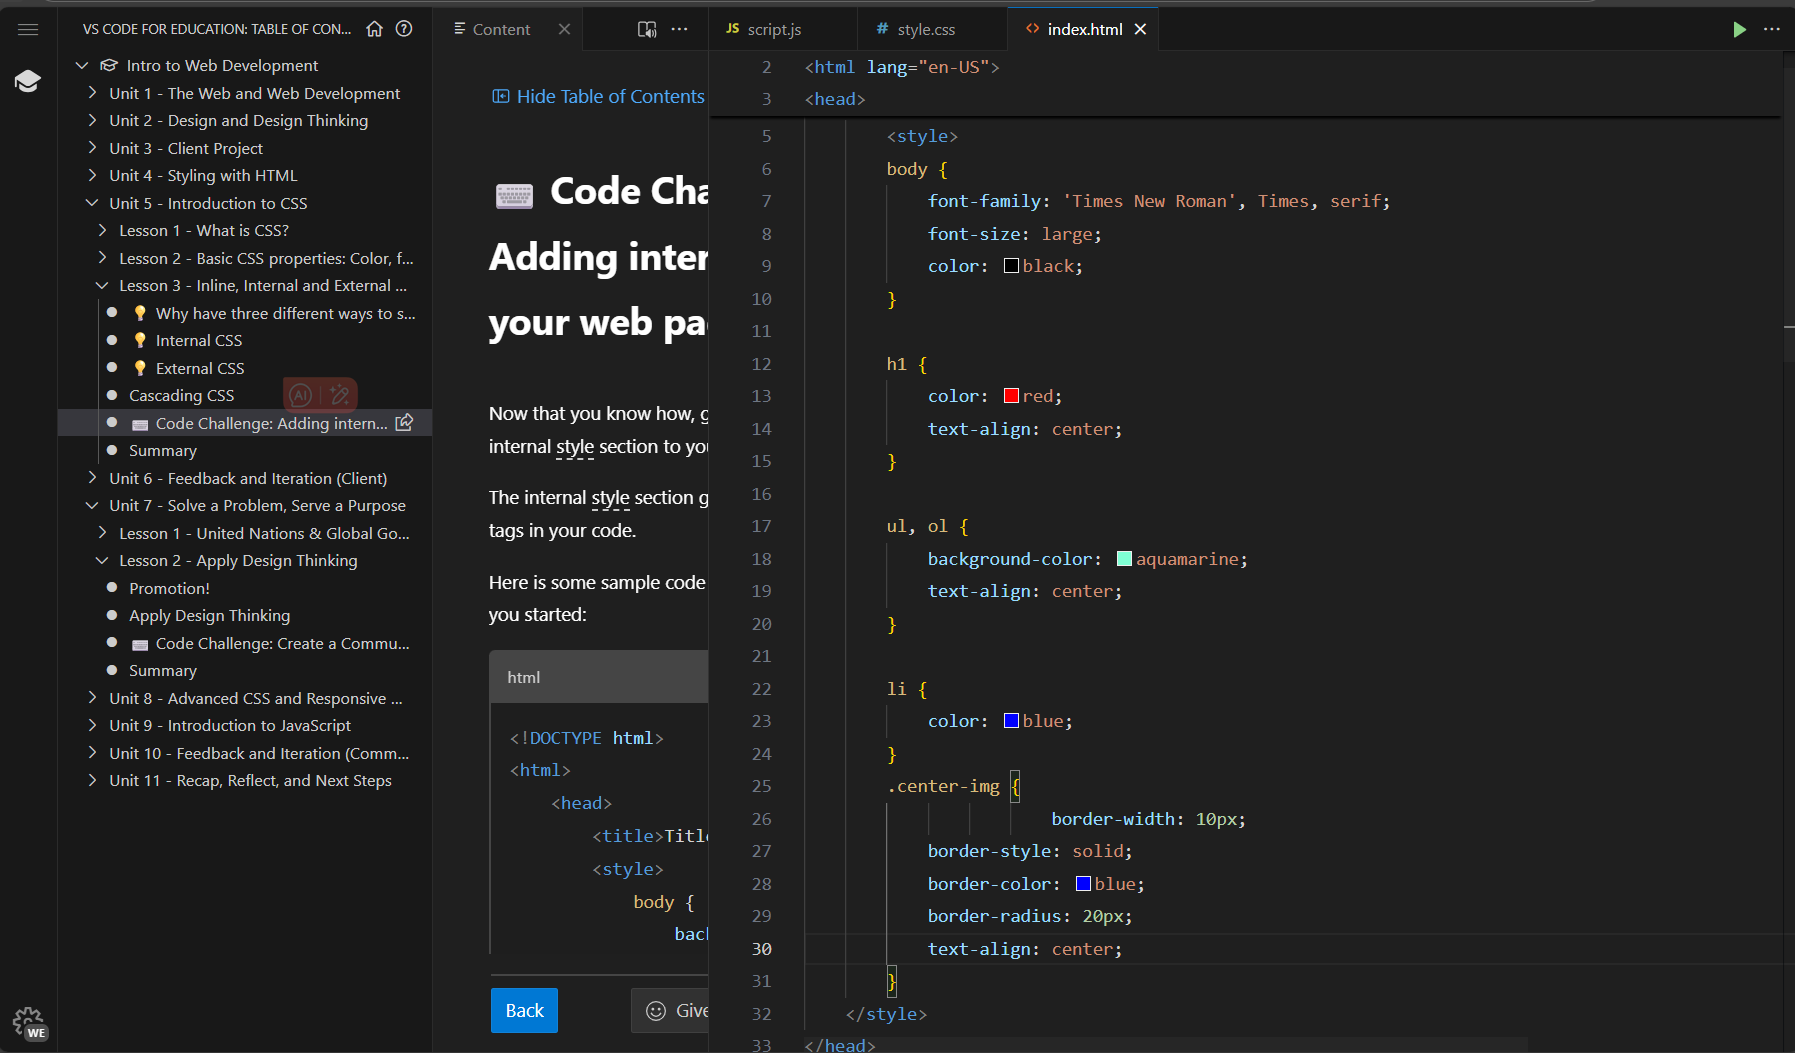 VS CODE FOR EDUCATION: TABLE OF CON...
Intro to Web Development
Unit 1 - The Web and Web Development
Unit 2 - Design and Design Thinking
Unit 3 - Client Project
Unit 4 - Styling with HTML
Unit 5 - Introduction to CSS
Lesson 1 - What is CSS?
Lesson 2 - Basic CSS properties: Color, f...
Lesson 3 - Inline, Internal and External ...
Why have three different ways to s...
Internal CSS
External CSS
Cascading CSS
AI
Code Challenge: Adding intern...
Summary
Unit 6 - Feedback and Iteration (Client)
Unit 7 - Solve a Problem, Serve a Purpose
Lesson 1 - United Nations & Global Go...
Lesson 2 - Apply Design Thinking
Promotion!
Apply Design Thinking
Code Challenge: Create a Commu...
Summary
Unit 8 - Advanced CSS and Responsive ...
Unit 9 - Introduction to JavaScript
Unit 10 - Feedback and Iteration (Comm...
Unit 11 - Recap, Reflect, and Next Steps
WE
Content
Hide Table of Contents
Code Cha
Adding inter
your web pa
Now that you know how, g
internal style section to you
The internal style section g
tags in your code.
Here is some sample code
you started:
html
<!DOCTYPE html>
<html>
<head>
<title>Title
<style>
body {
back
Back
Give
JS script.js
# style.css
<> index.html
2 <html lang="en-US">
3 <head>
5 <style>
6 body {
7 font-family: 'Times New Roman', Times, serif;
8 font-size: large;
9 color: black;
10 }
11
12 h1 {
13 color: red;
14 text-align: center;
15 }
16
17 ul, ol {
18 background-color: aquamarine;
19 text-align: center;
20 }
21
22 li {
23 color: blue;
24 }
25 .center-img {
26 border-width: 10px;
27 border-style: solid;
28 border-color: blue;
29 border-radius: 20px;
30 text-align: center;
31 }
32 </style>
33 </head>